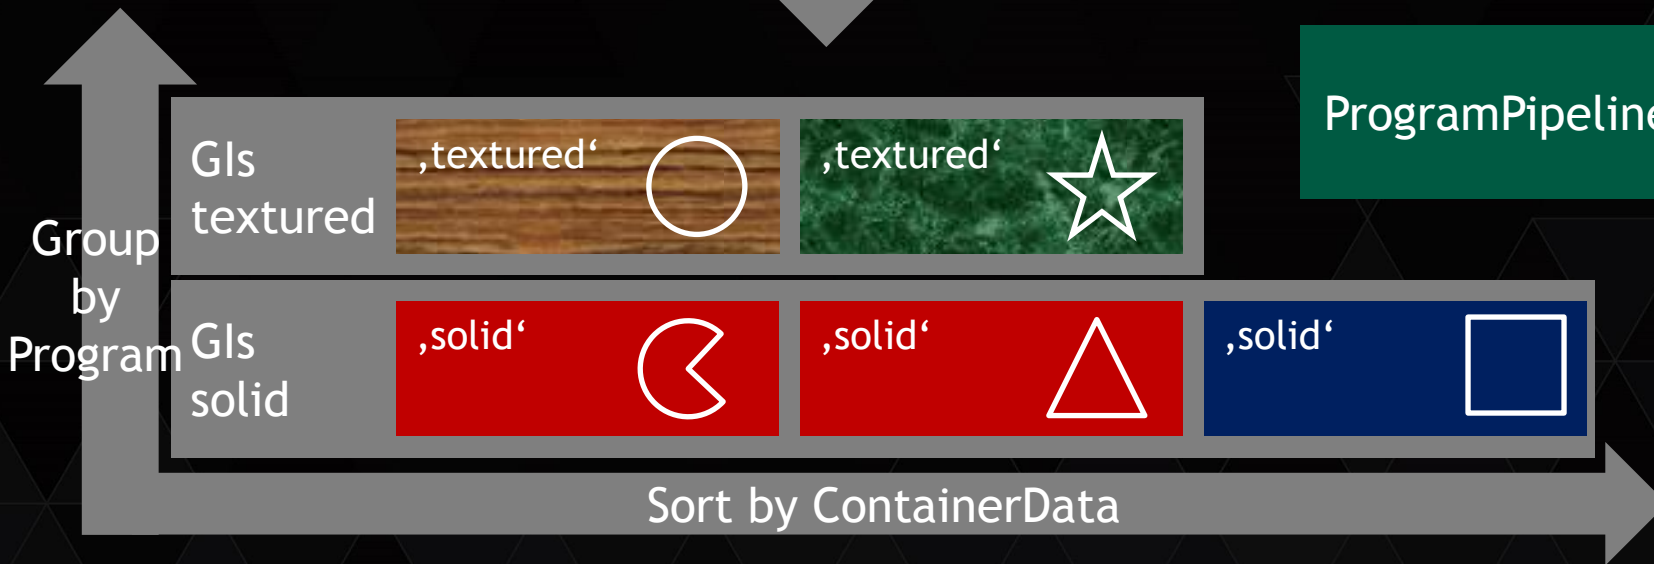 ProgramPipeline
GIs
textured
‚textured‘
‚textured‘
Group
by
Program
GIs
solid
‚solid‘
‚solid‘
‚solid‘
Sort by ContainerData